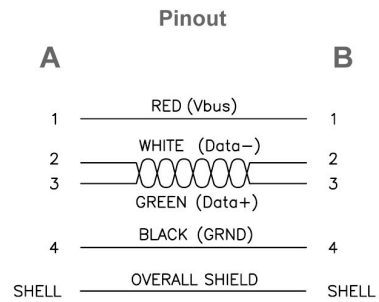 Pinout
A B
1 RED (Vbus) 1
WHITE (Data–)
2 2
3 3
GREEN (Data+)
4 BLACK (GRND) 4
SHELL OVERALL SHIELD SHELL